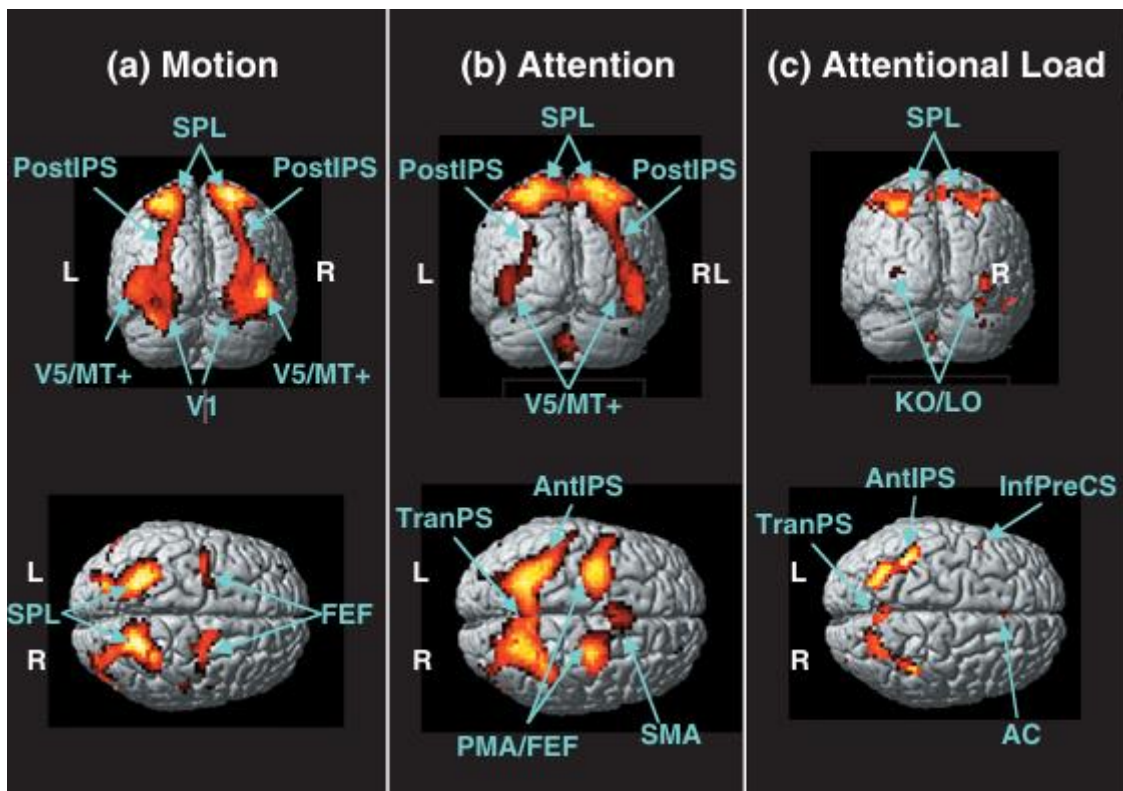 (a) Motion
SPL
PostIPS PostIPS
L R
V5/MT+ V5/MT+
V1
L
SPL FEF
R
(b) Attention
SPL
PostIPS PostIPS
L R
V5/MT+
AntIPS
TranPS
L
R
PMA/FEF SMA
(c) Attentional Load
SPL
L R
KO/LO
AntIPS InfPreCS
TranPS
L
R
AC